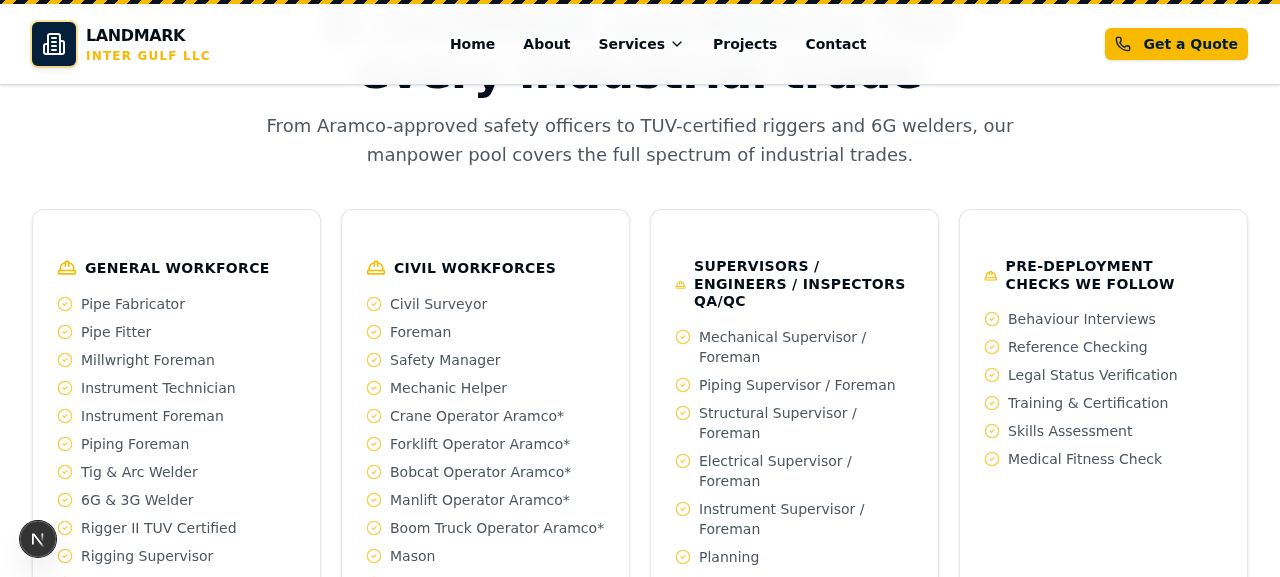 LANDMARK
INTER GULF LLC
Home
About
Services
Projects
Contact
Get a Quote
every industrial trade
From Aramco-approved safety officers to TUV-certified riggers and 6G welders, our
manpower pool covers the full spectrum of industrial trades.
GENERAL WORKFORCE
Pipe Fabricator
Pipe Fitter
Millwright Foreman
Instrument Technician
Instrument Foreman
Piping Foreman
Tig & Arc Welder
6G & 3G Welder
Rigger II TUV Certified
Rigging Supervisor
CIVIL WORKFORCES
Civil Surveyor
Foreman
Safety Manager
Mechanic Helper
Crane Operator Aramco*
Forklift Operator Aramco*
Bobcat Operator Aramco*
Manlift Operator Aramco*
Boom Truck Operator Aramco*
Mason
SUPERVISORS /
ENGINEERS / INSPECTORS
QA/QC
Mechanical Supervisor /
Foreman
Piping Supervisor / Foreman
Structural Supervisor /
Foreman
Electrical Supervisor /
Foreman
Instrument Supervisor /
Foreman
Planning
PRE-DEPLOYMENT
CHECKS WE FOLLOW
Behaviour Interviews
Reference Checking
Legal Status Verification
Training & Certification
Skills Assessment
Medical Fitness Check
N